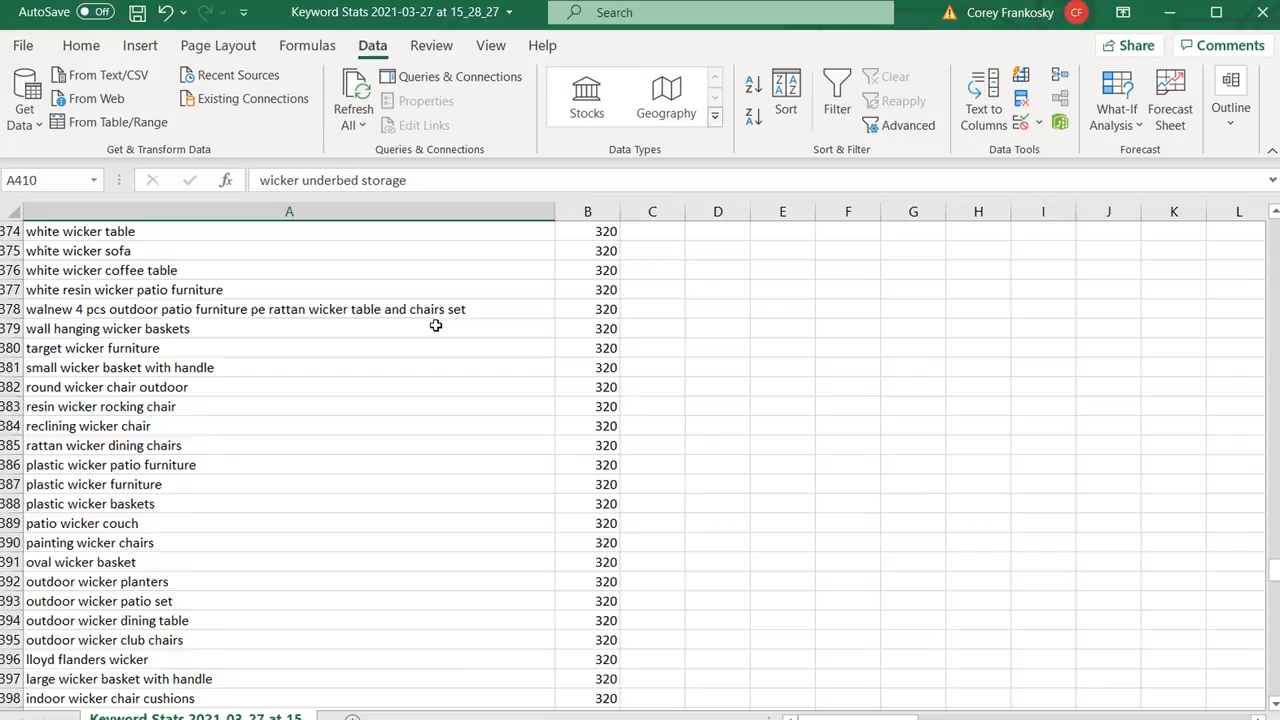 AutoSave Off Keyword Stats 2021-03-27 at 15_28_27 Search Corey Frankosky CF
File Home Insert Page Layout Formulas Data Review View Help Share Comments
Get Data From Text/CSV From Web From Table/Range Recent Sources Existing Connections
Get & Transform Data
Refresh All Queries & Connections Properties Edit Links
Queries & Connections
Stocks Geography
Data Types
Sort Filter Clear Reapply Advanced
Sort & Filter
Text to Columns
Data Tools
What-If Analysis Forecast Sheet
Forecast
Outline
A410 fx wicker underbed storage
A B C D E F G H I J K L
374 white wicker table 320
375 white wicker sofa 320
376 white wicker coffee table 320
377 white resin wicker patio furniture 320
378 walnew 4 pcs outdoor patio furniture pe rattan wicker table and chairs set 320
379 wall hanging wicker baskets 320
380 target wicker furniture 320
381 small wicker basket with handle 320
382 round wicker chair outdoor 320
383 resin wicker rocking chair 320
384 reclining wicker chair 320
385 rattan wicker dining chairs 320
386 plastic wicker patio furniture 320
387 plastic wicker furniture 320
388 plastic wicker baskets 320
389 patio wicker couch 320
390 painting wicker chairs 320
391 oval wicker basket 320
392 outdoor wicker planters 320
393 outdoor wicker patio set 320
394 outdoor wicker dining table 320
395 outdoor wicker club chairs 320
396 lloyd flanders wicker 320
397 large wicker basket with handle 320
398 indoor wicker chair cushions 320
Keyword Stats 2021-03-27 at 15